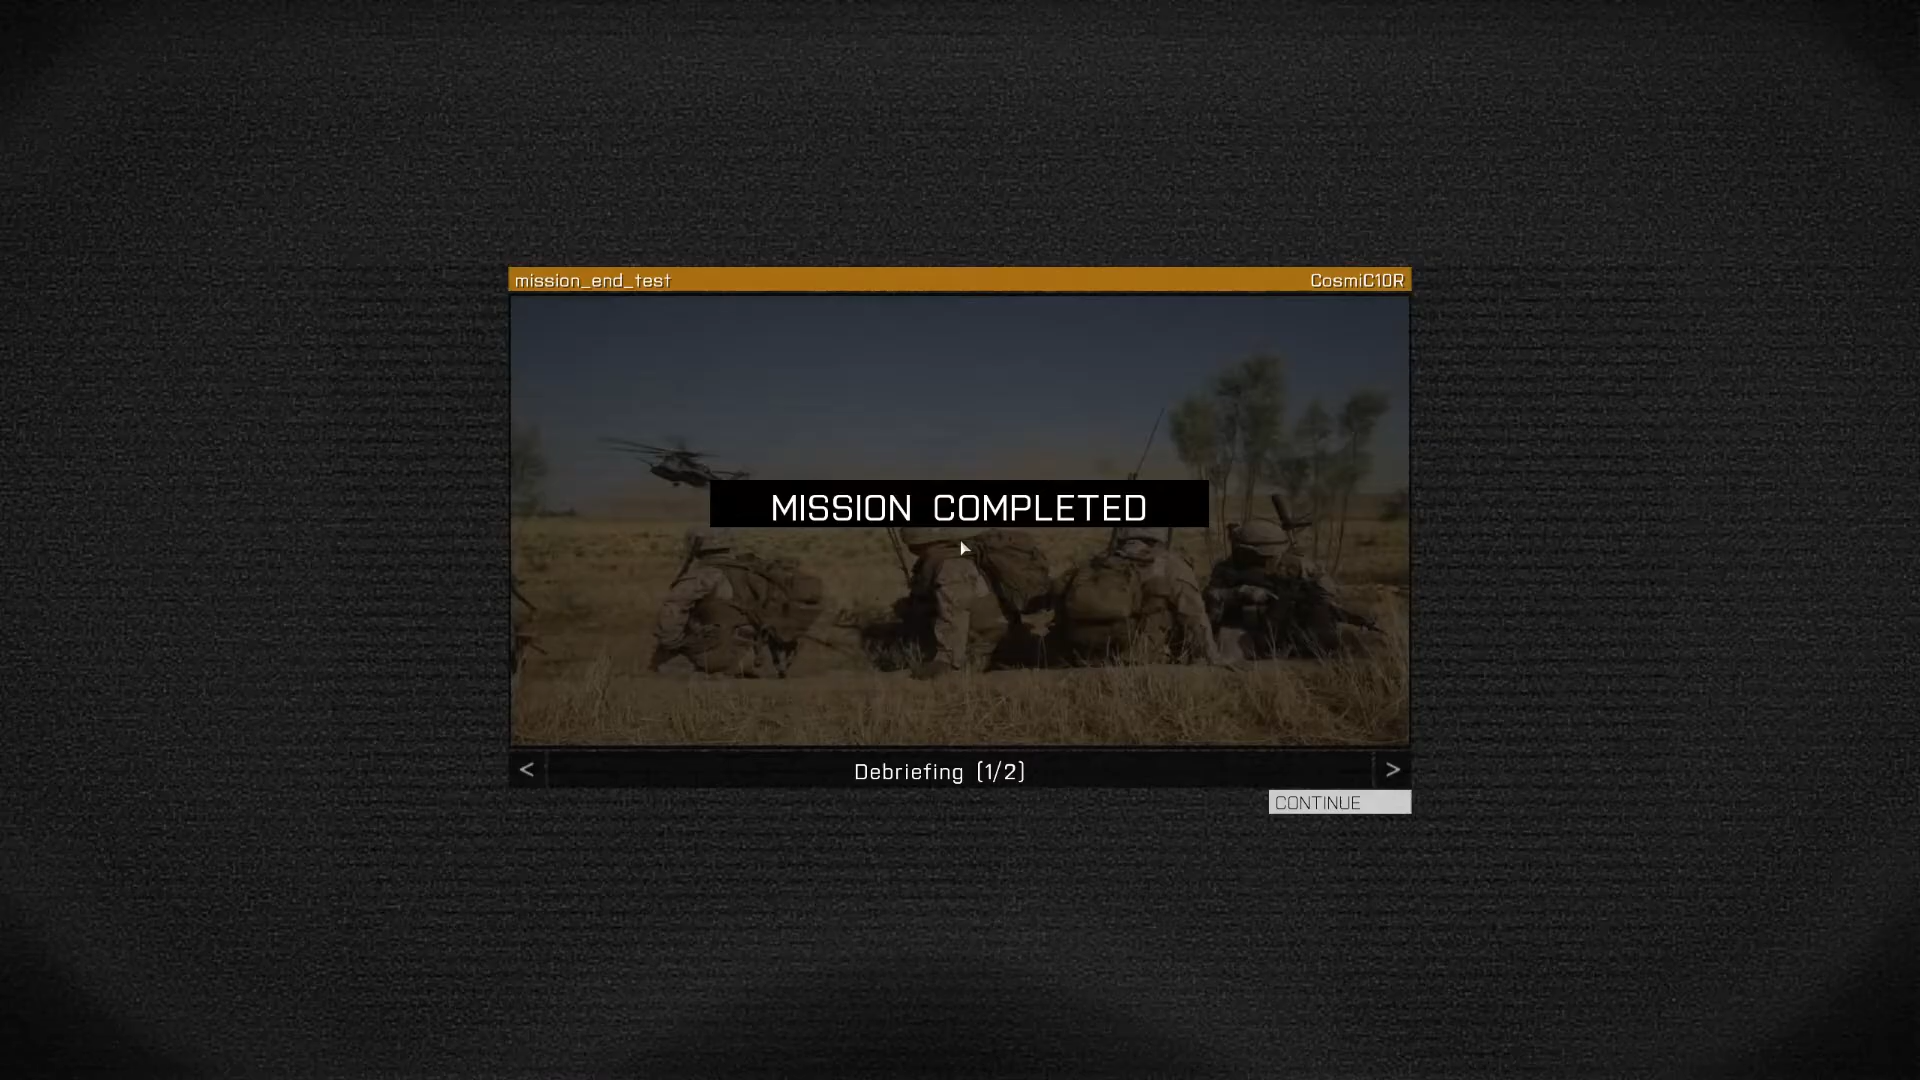 mission_end_test CosmiC10R
MISSION COMPLETED
< Debriefing (1/2) >
CONTINUE